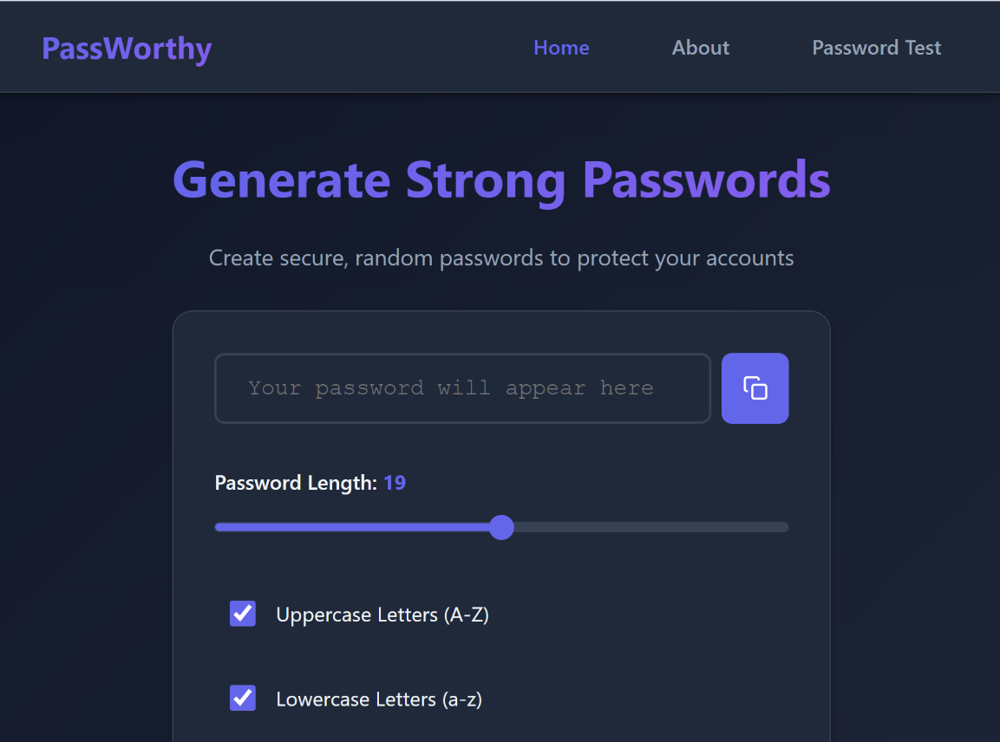 PassWorthy
Home
About
Password Test
Generate Strong Passwords
Create secure, random passwords to protect your accounts
Your password will appear here
Password Length: 19
Uppercase Letters (A-Z)
Lowercase Letters (a-z)